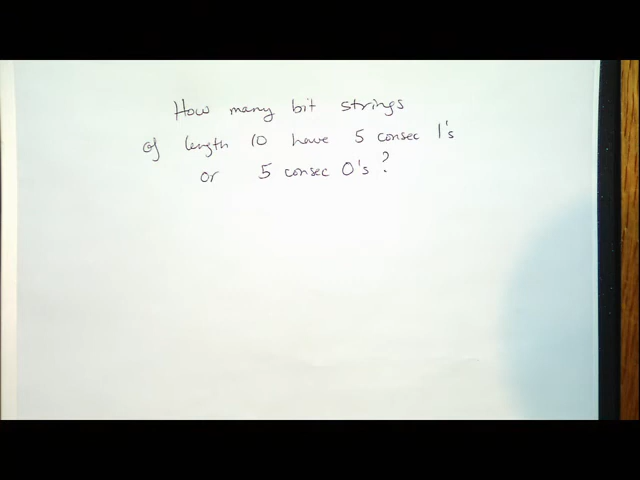 How many bit strings
of length 10 have 5 consec 1's
or 5 consec 0's?